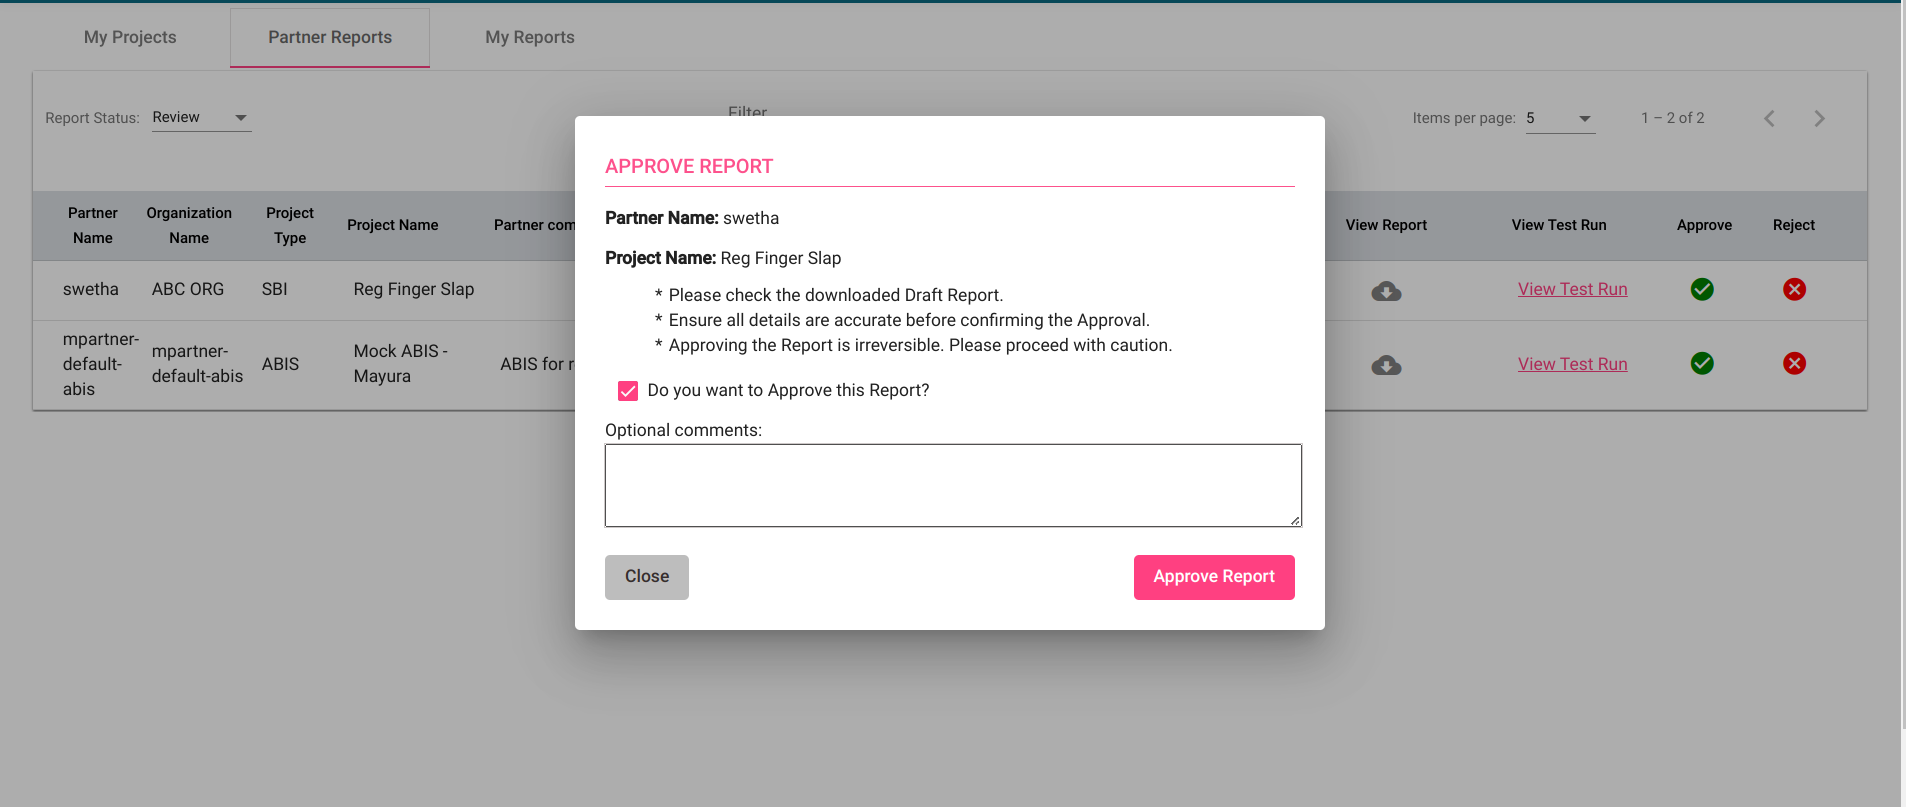 My Projects
Partner Reports
My Reports
Report Status: Review
Filter
Items per page: 5
1 – 2 of 2
Partner Name
Organization Name
Project Type
Project Name
Partner com
View Report
View Test Run
Approve
Reject
swetha
ABC ORG
SBI
Reg Finger Slap
View Test Run
mpartner-
default-
abis
mpartner-
default-abis
ABIS
Mock ABIS -
Mayura
ABIS for r
View Test Run
APPROVE REPORT
Partner Name: swetha
Project Name: Reg Finger Slap
* Please check the downloaded Draft Report.
* Ensure all details are accurate before confirming the Approval.
* Approving the Report is irreversible. Please proceed with caution.
Do you want to Approve this Report?
Optional comments:
Close
Approve Report